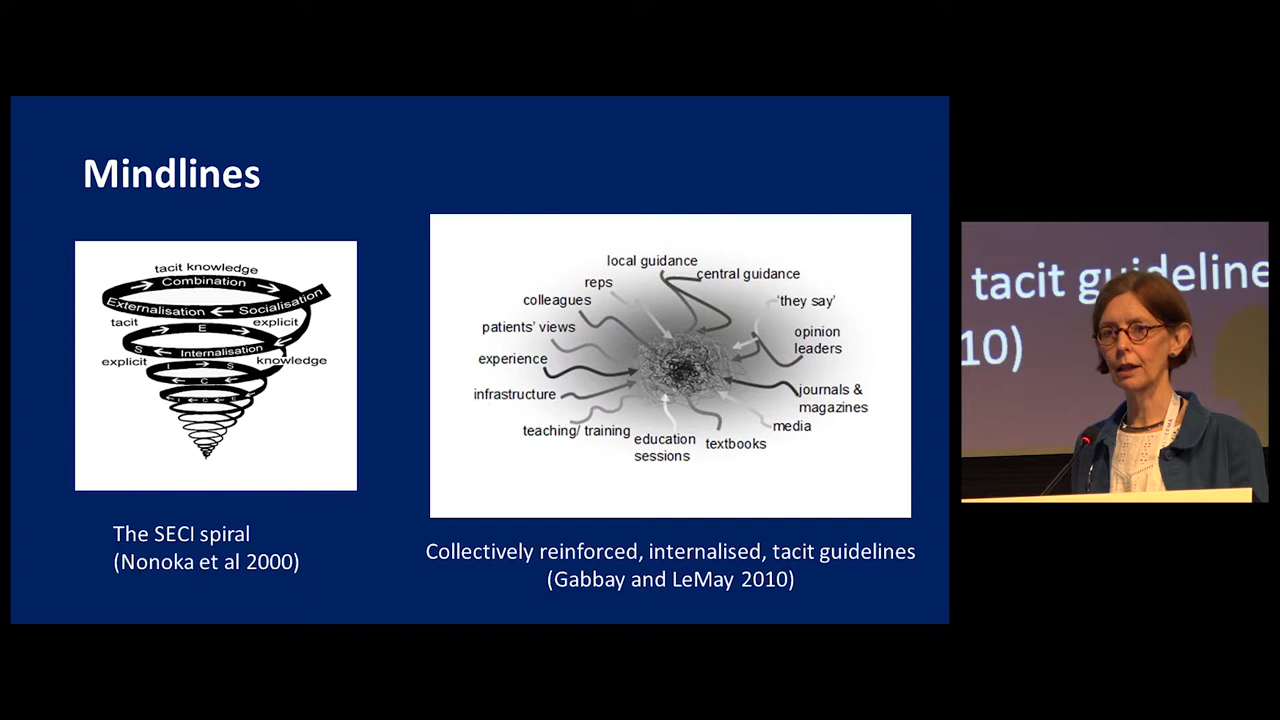 Mindlines
tacit knowledge
Combination
Externalisation
Socialisation
tacit
explicit
E
S
Internalisation
explicit
knowledge
I
S
C
I C E
The SECI spiral
(Nonoka et al 2000)
local guidance
central guidance
reps
colleagues
'they say'
patients' views
opinion
leaders
experience
infrastructure
journals &
magazines
teaching/ training
media
education
sessions
textbooks
Collectively reinforced, internalised, tacit guidelines
(Gabbay and LeMay 2010)
tacit guideline
10)